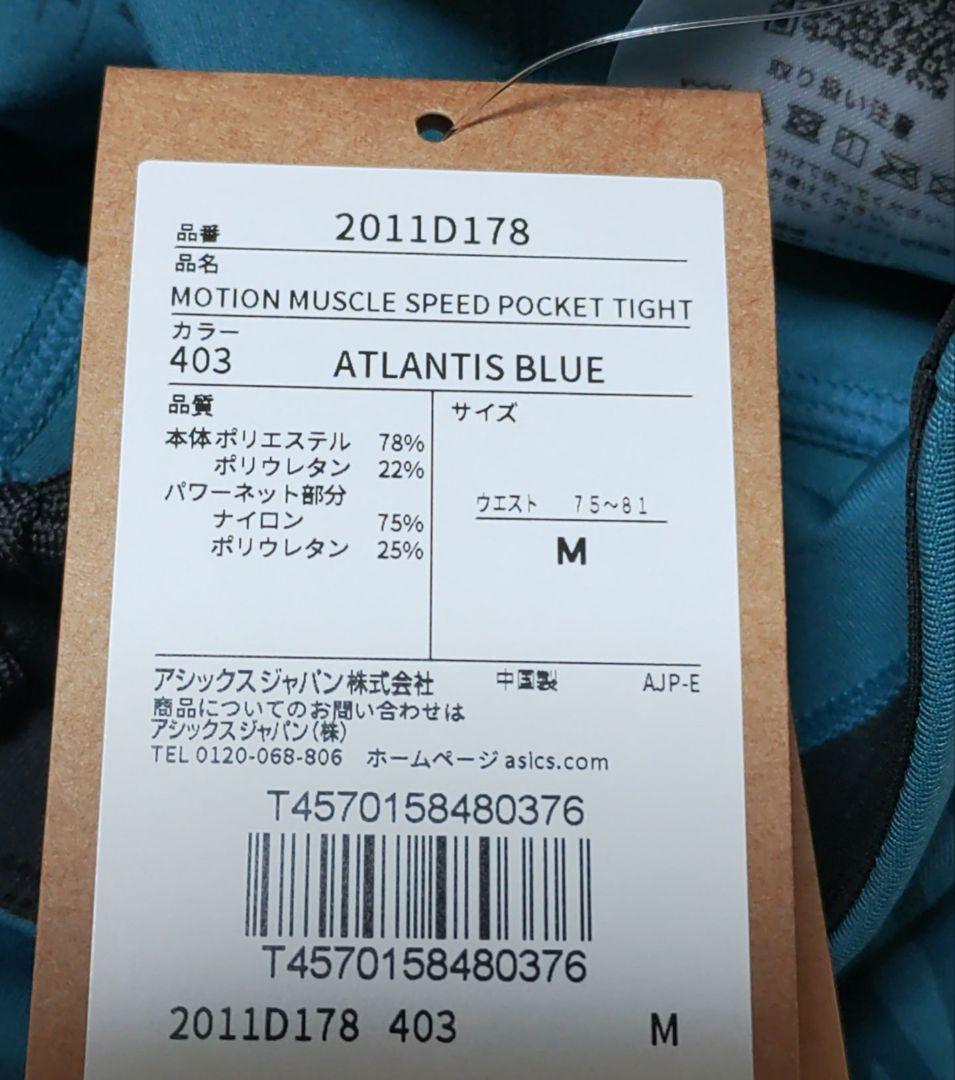 取り扱い注意
品番 2011D178
品名
MOTION MUSCLE SPEED POCKET TIGHT
カラー
403 ATLANTIS BLUE
品質
本体ポリエステル 78%
ポリウレタン 22%
パワーネット部分
ナイロン 75%
ポリウレタン 25%
サイズ
ウエスト 75〜81
M
アシックスジャパン株式会社 中国製 AJP-E
商品についてのお問い合わせは
アシックスジャパン(株)
TEL 0120-068-806 ホームページ asics.com
T4570158480376
T4570158480376
2011D178 403 M